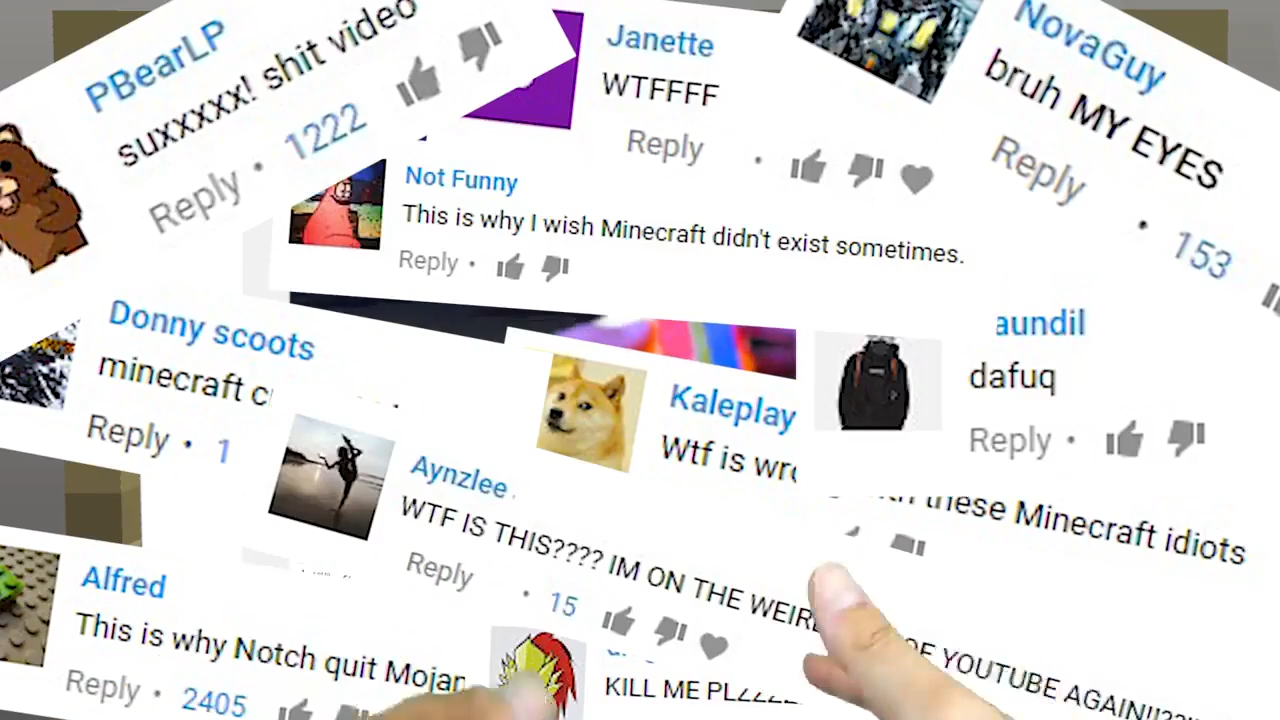 PBearLP
suxxxxx! shit video
Reply • 1222
Janette
WTFFFF
Reply •
NovaGuy
bruh MY EYES
Reply • 153
Not Funny
This is why I wish Minecraft didn't exist sometimes.
Reply •
Donny scoots
minecraft
Reply • 1
Kaleplay
Wtf is
these Minecraft idiots
aundil
dafuq
Reply •
Aynzlee
WTF IS THIS???? IM ON THE WEIR OF YOUTUBE AGAIN!!??
Reply • 15
Alfred
This is why Notch quit Mojan
Reply • 2405
KILL ME PLZZZZ